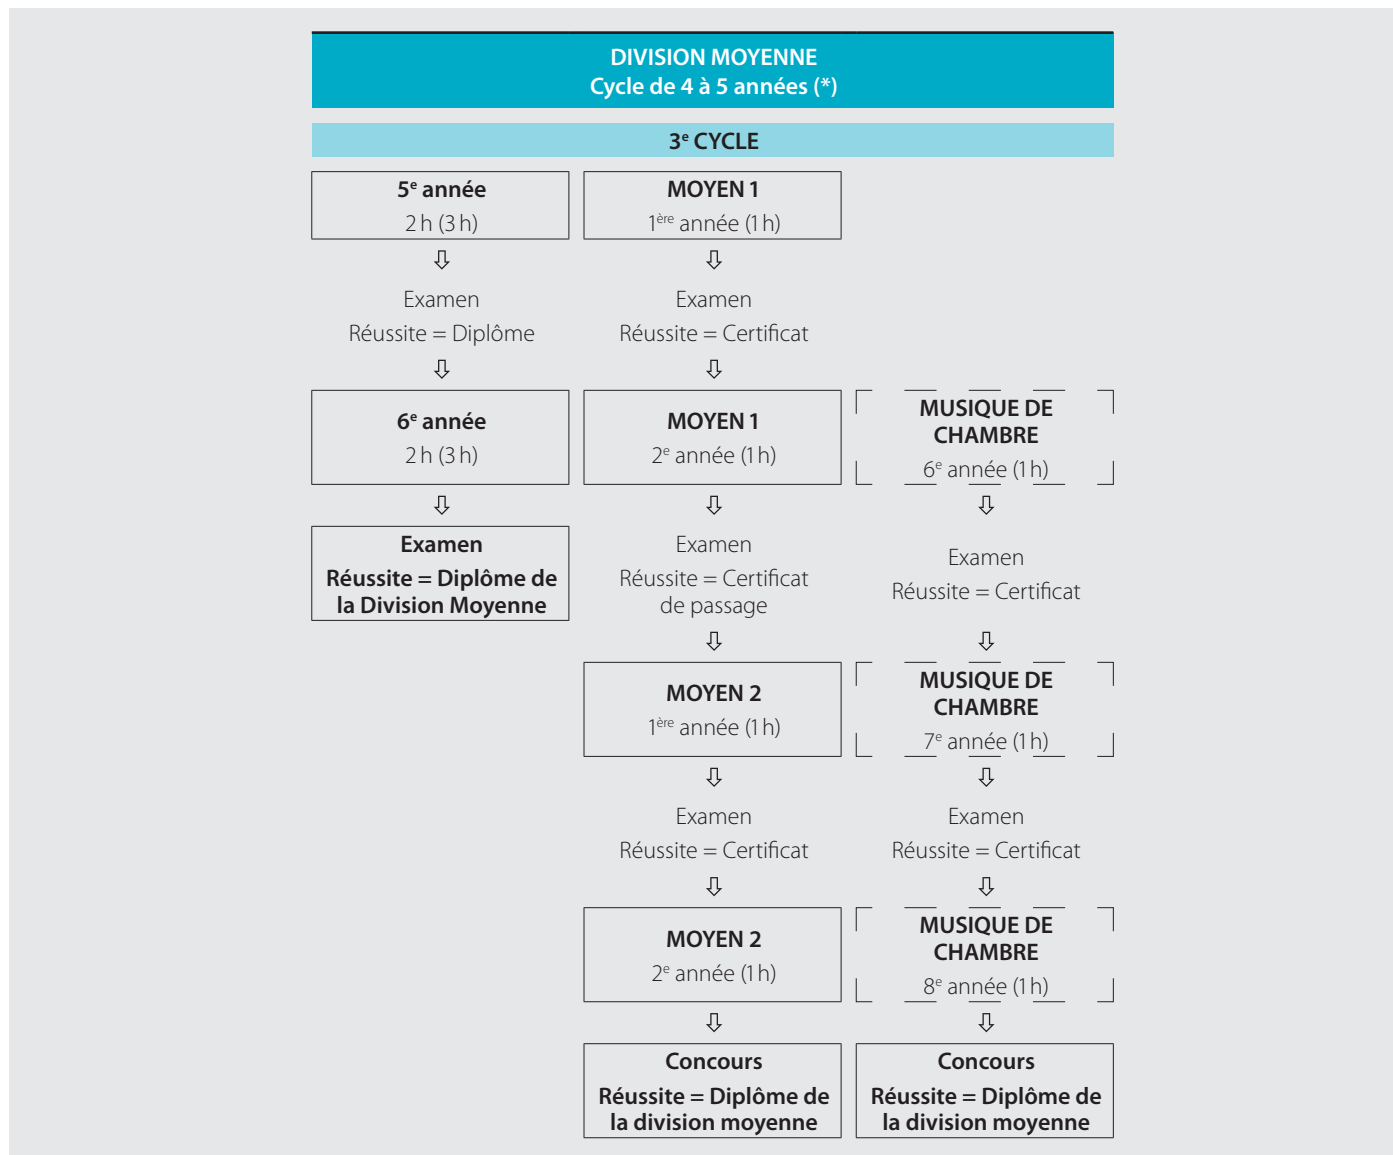 DIVISION MOYENNE
Cycle de 4 à 5 années (*)
3e CYCLE
5e année
2 h (3 h)
MOYEN 1
1ère année (1 h)
Examen
Réussite = Diplôme
Examen
Réussite = Certificat
6e année
2 h (3 h)
MOYEN 1
2e année (1 h)
MUSIQUE DE
CHAMBRE
6e année (1 h)
Examen
Réussite = Diplôme de
la Division Moyenne
Examen
Réussite = Certificat
de passage
Examen
Réussite = Certificat
MOYEN 2
1ère année (1 h)
MUSIQUE DE
CHAMBRE
7e année (1 h)
Examen
Réussite = Certificat
Examen
Réussite = Certificat
MOYEN 2
2e année (1 h)
MUSIQUE DE
CHAMBRE
8e année (1 h)
Concours
Réussite = Diplôme de
la division moyenne
Concours
Réussite = Diplôme de
la division moyenne